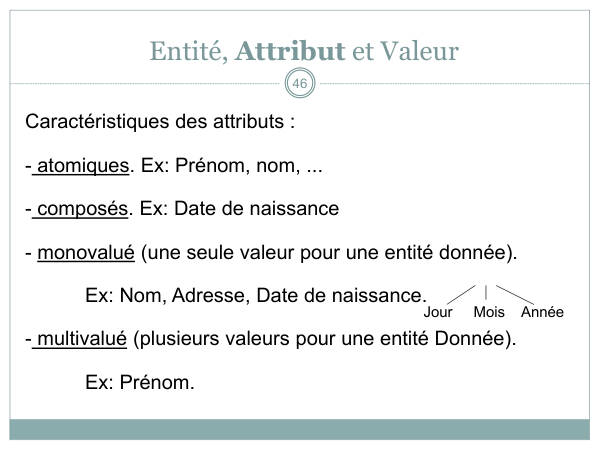 Entité, Attribut et Valeur
46
Caractéristiques des attributs :
- atomiques. Ex: Prénom, nom, ...
- composés. Ex: Date de naissance
- monovalué (une seule valeur pour une entité donnée).
Ex: Nom, Adresse, Date de naissance.
Jour Mois Année
- multivalué (plusieurs valeurs pour une entité Donnée).
Ex: Prénom.